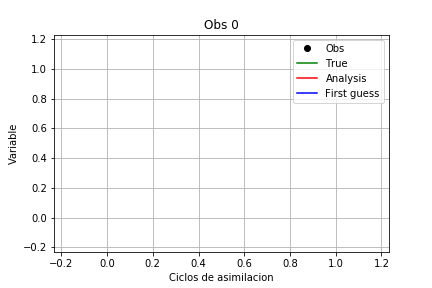 Obs 0
1.2
1.0
0.8
0.6
0.4
0.2
0.0
−0.2
Variable
Obs
True
Analysis
First guess
−0.2 0.0 0.2 0.4 0.6 0.8 1.0 1.2
Ciclos de asimilacion